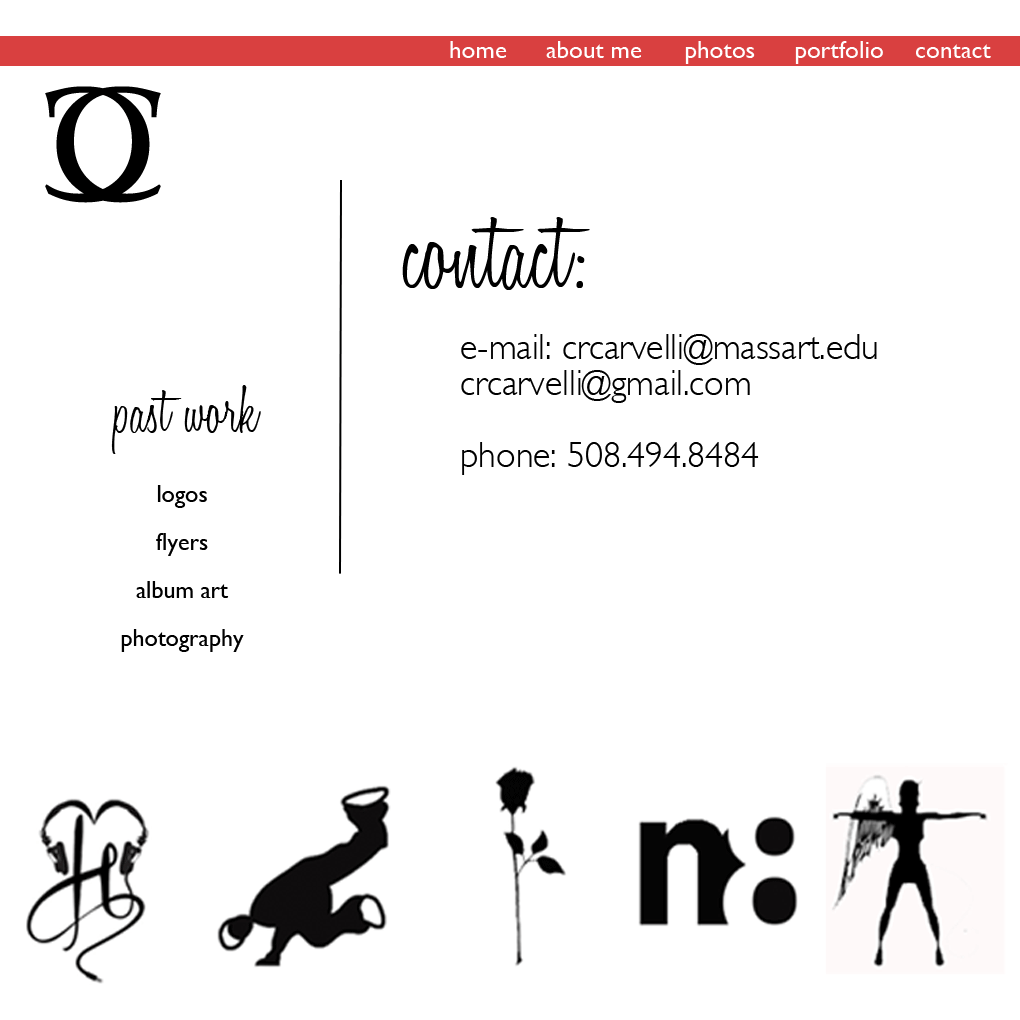 home about me photos portfolio contact
contact:
e-mail: crcarvelli@massart.edu
crcarvelli@gmail.com
phone: 508.494.8484
past work
logos
flyers
album art
photography
n: